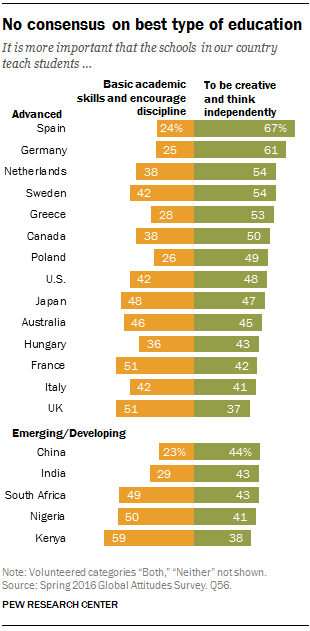 No consensus on best type of education
It is more important that the schools in our country
teach students ...
Basic academic
skills and encourage
discipline
To be creative
and think
independently
Advanced
Spain 24% 67%
Germany 25 61
Netherlands 38 54
Sweden 42 54
Greece 28 53
Canada 38 50
Poland 26 49
U.S. 42 48
Japan 48 47
Australia 46 45
Hungary 36 43
France 51 42
Italy 42 41
UK 51 37
Emerging/Developing
China 23% 44%
India 29 43
South Africa 49 43
Nigeria 50 41
Kenya 59 38
Note: Volunteered categories “Both,” “Neither” not shown.
Source: Spring 2016 Global Attitudes Survey. Q56.
PEW RESEARCH CENTER